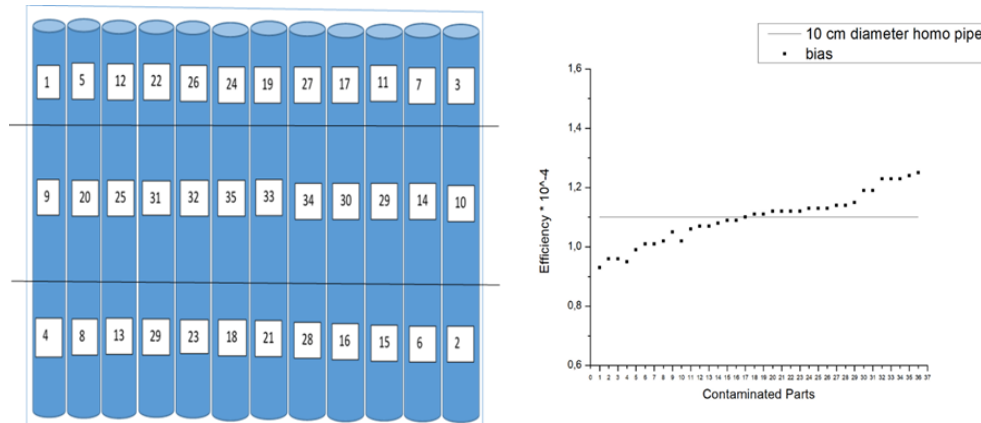 1 5 12 22 26 24 19 27 17 11 7 3
9 20 25 31 32 35 33 34 30 29 14 10
4 8 13 29 23 18 21 28 16 15 6 2
10 cm diameter homo pipe
bias
1,6
1,4
1,2
1,0
0,8
0,6
Efficiency * 10^-4
0 1 2 3 4 5 6 7 8 9 10 11 12 13 14 15 16 17 18 19 20 21 22 23 24 25 26 27 28 29 30 31 32 33 34 35 36 37
Contaminated Parts